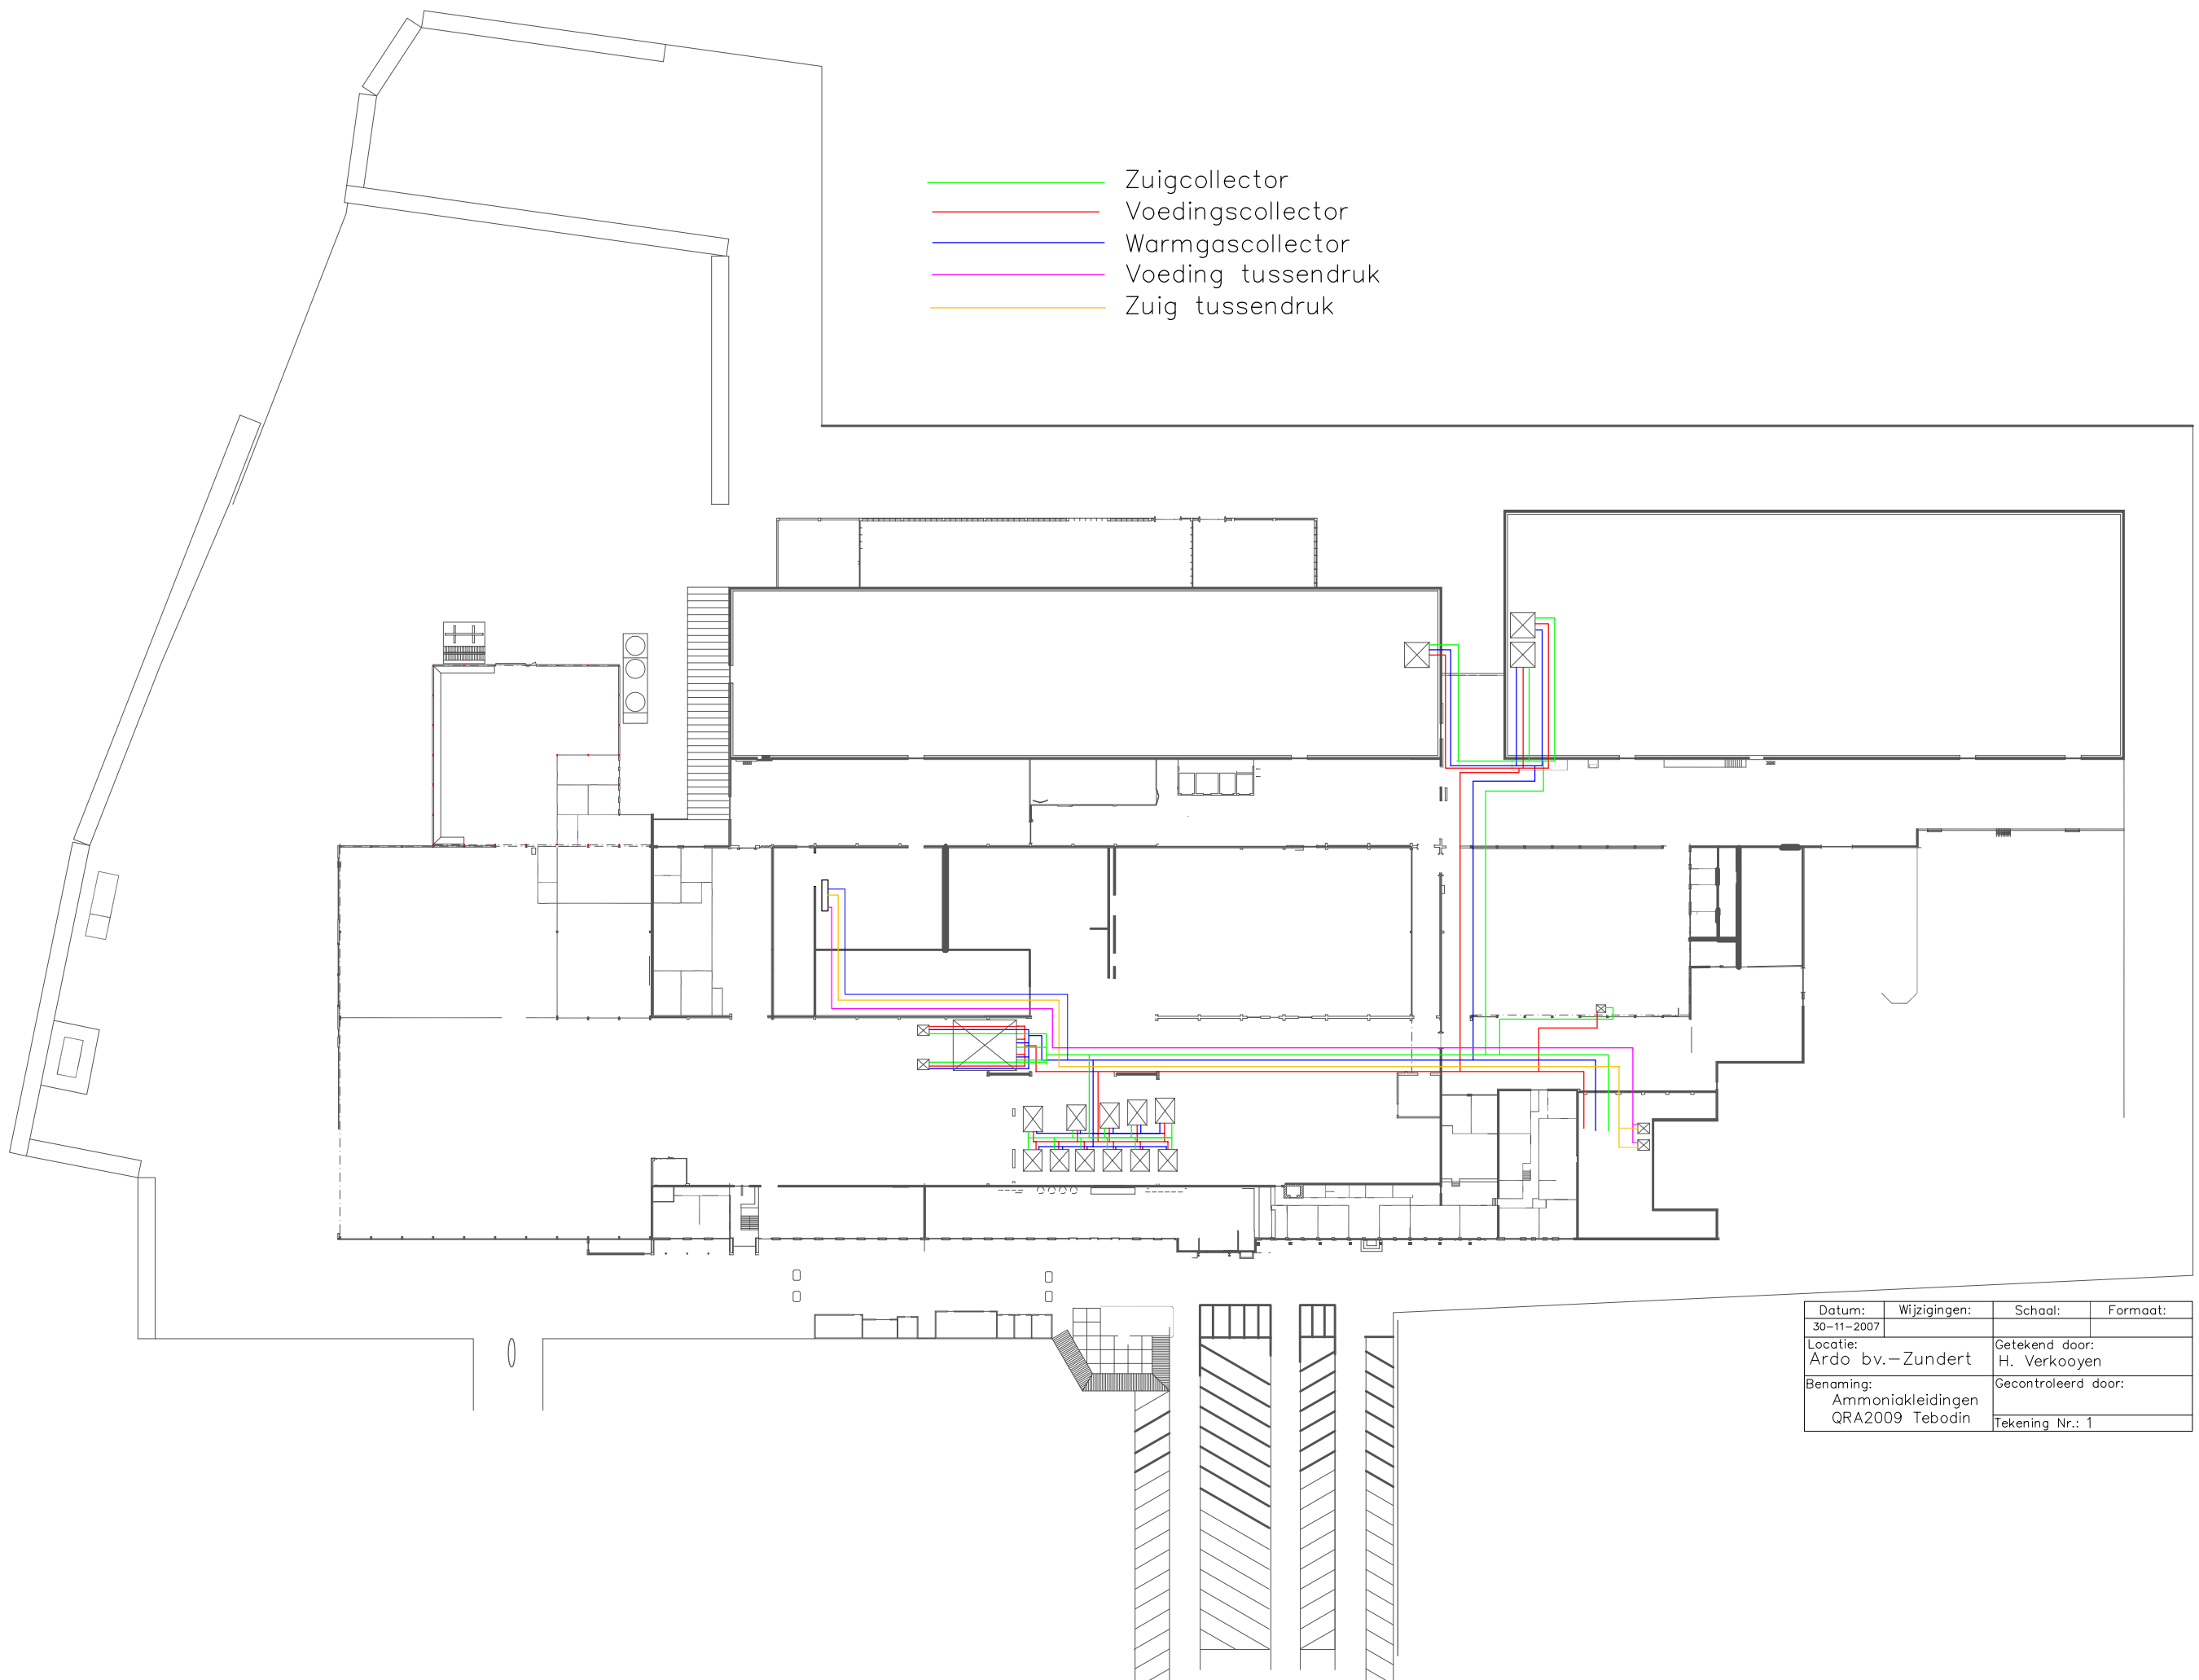 Zuigcollector
Voedingscollector
Warmgascollector
Voeding tussendruk
Zuig tussendruk
Datum: Wijzigingen: Schaal: Formaat:
30-11-2007
Locatie: Getekend door:
Ardo bv.-Zundert H. Verkooyen
Benaming: Gecontroleerd door:
Ammoniakleidingen
QRA2009 Tebodin
Tekening Nr.: 1